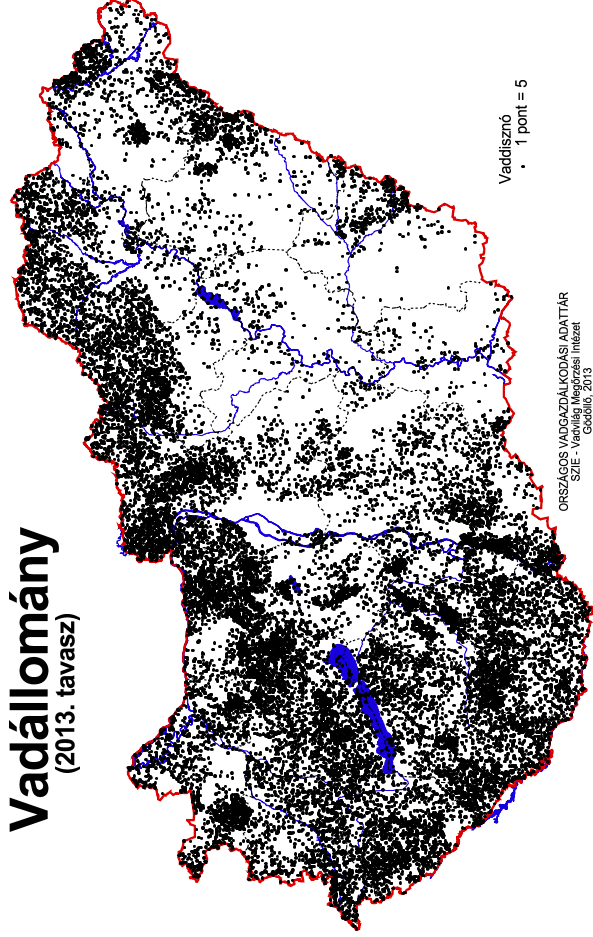 Vadállomány
(2013. tavasz)
Vaddisznó
. 1 pont = 5
ORSZÁGOS VADGAZDÁLKODÁSI ADATTÁR
SZIE - Vadvilág Megőrzési Intézet
Gödöllő, 2013